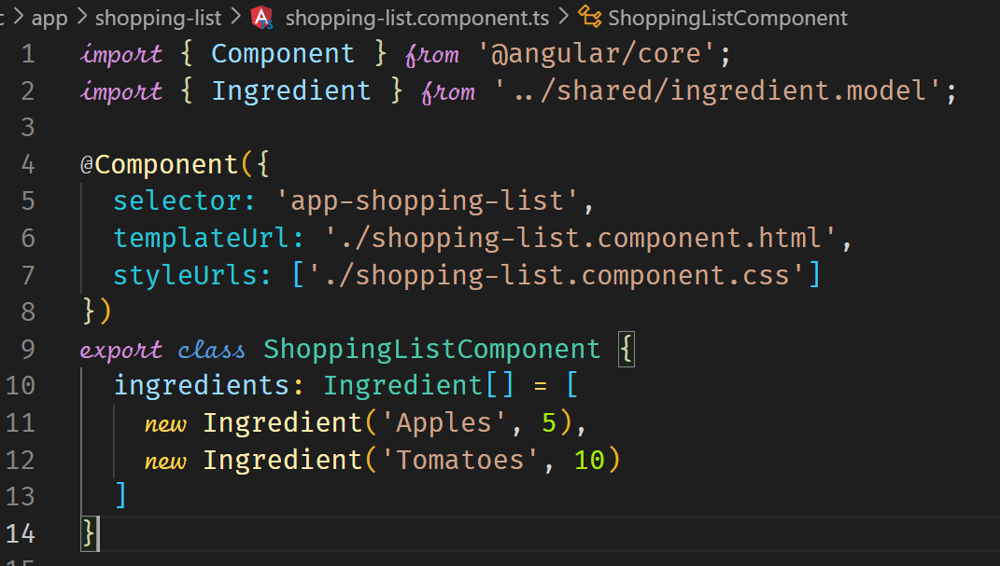 app > shopping-list > shopping-list.component.ts > ShoppingListComponent
1 import { Component } from '@angular/core';
2 import { Ingredient } from '../shared/ingredient.model';
3
4 @Component({
5   selector: 'app-shopping-list',
6   templateUrl: './shopping-list.component.html',
7   styleUrls: ['./shopping-list.component.css']
8 })
9 export class ShoppingListComponent {
10   ingredients: Ingredient[] = [
11     new Ingredient('Apples', 5),
12     new Ingredient('Tomatoes', 10)
13   ]
14 }
15